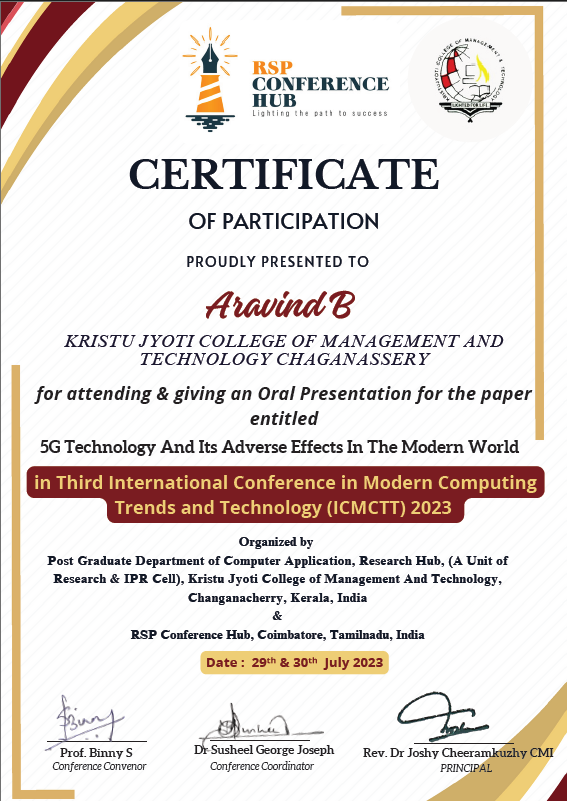 RSP
CONFERENCE
HUB
Lighting the path to success
KRISTU JYOTI COLLEGE OF MANAGEMENT & TECHNOLOGY
LIGHTED FOR LIFE
CERTIFICATE
OF PARTICIPATION
PROUDLY PRESENTED TO
Aravind B
KRISTU JYOTI COLLEGE OF MANAGEMENT AND
TECHNOLOGY CHAGANASSERY
for attending & giving an Oral Presentation for the paper
entitled
5G Technology And Its Adverse Effects In The Modern World
in Third International Conference in Modern Computing
Trends and Technology (ICMCTT) 2023
Organized by
Post Graduate Department of Computer Application, Research Hub, (A Unit of
Research & IPR Cell), Kristu Jyoti College of Management And Technology,
Changanacherry, Kerala, India
&
RSP Conference Hub, Coimbatore, Tamilnadu, India
Date : 29th & 30th July 2023
Prof. Binny S
Conference Convenor
Dr Susheel George Joseph
Conference Coordinator
Rev. Dr Joshy Cheeramkuzhy CMI
PRINCIPAL